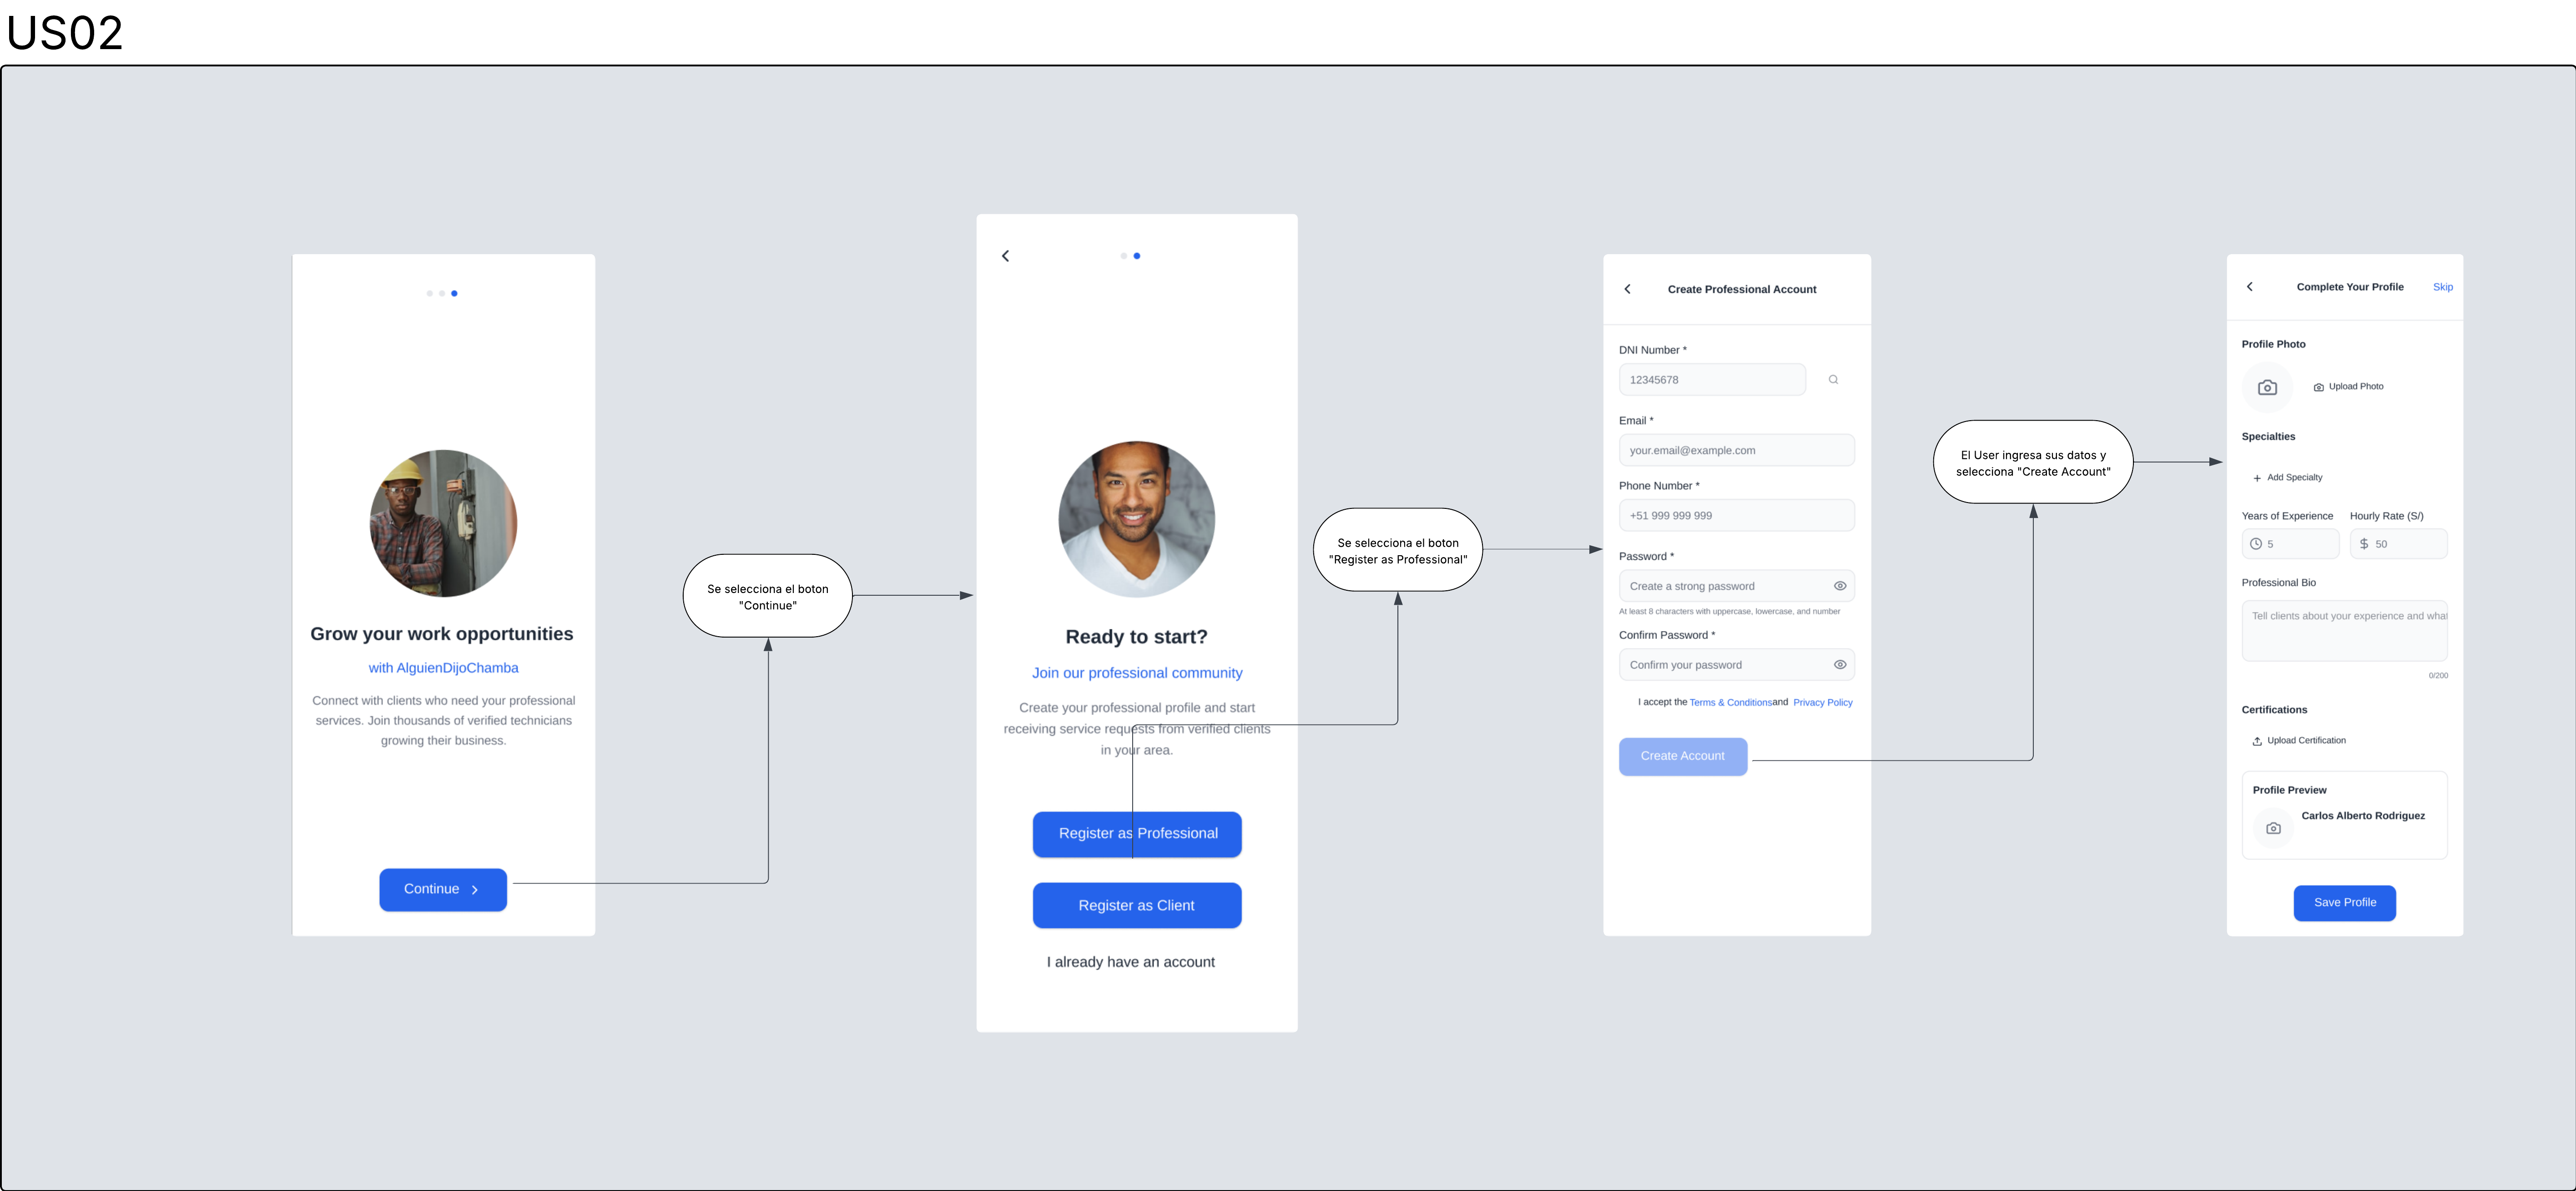 US02
Grow your work opportunities
with AlguienDijoChamba
Connect with clients who need your professional
services. Join thousands of verified technicians
growing their business.
Continue
Se selecciona el boton
"Continue"
Ready to start?
Join our professional community
Create your professional profile and start
receiving service requests from verified clients
in your area.
Register as Professional
Register as Client
I already have an account
Se selecciona el boton
"Register as Professional"
Create Professional Account
DNI Number *
12345678
Email *
your.email@example.com
Phone Number *
+51 999 999 999
Password *
Create a strong password
At least 8 characters with uppercase, lowercase, and number
Confirm Password *
Confirm your password
I accept the Terms & Conditionsand Privacy Policy
Create Account
El User ingresa sus datos y
selecciona "Create Account"
Complete Your Profile Skip
Profile Photo
Upload Photo
Specialties
+ Add Specialty
Years of Experience Hourly Rate (S/)
5 $ 50
Professional Bio
Tell clients about your experience and what
0/200
Certifications
Upload Certification
Profile Preview
Carlos Alberto Rodriguez
Save Profile